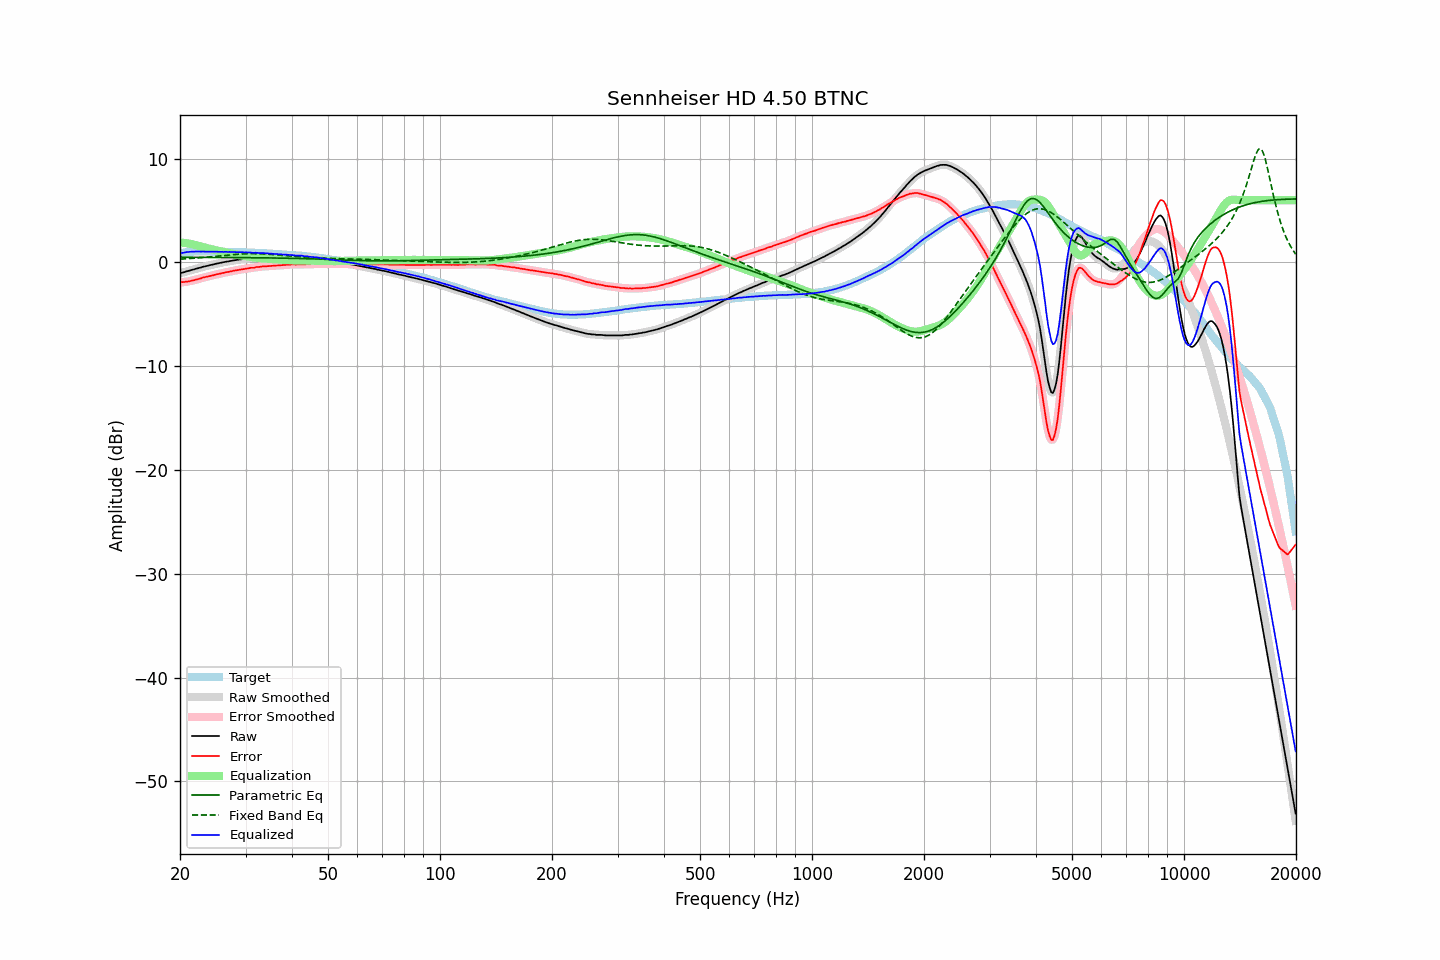 Sennheiser HD 4.50 BTNC
Amplitude (dBr)
10
0
−10
−20
−30
−40
−50
Target
Raw Smoothed
Error Smoothed
Raw
Error
Equalization
Parametric Eq
Fixed Band Eq
Equalized
20 50 100 200 500 1000 2000 5000 10000 20000
Frequency (Hz)